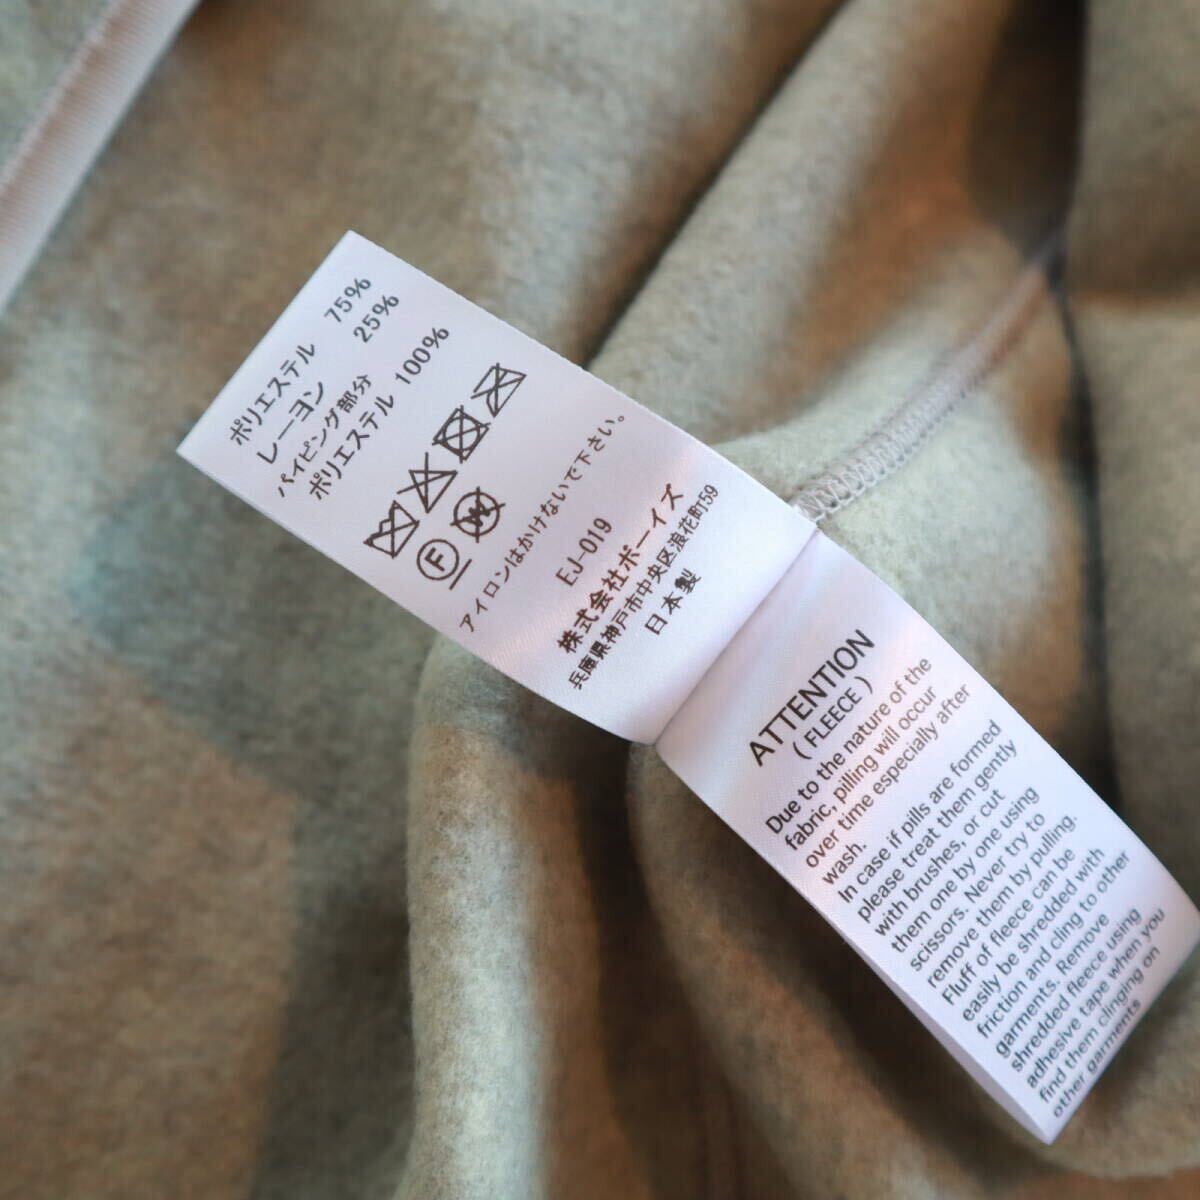 ポリエステル 75%
レーヨン 25%
パイピング部分
ポリエステル 100%
F W
アイロンはかけないで下さい。
EJ-019
株式会社ボーイズ
兵庫県神戸市中央区浪花町59
日本製
ATTENTION
( FLEECE )
Due to the nature of the
fabric, pilling will occur
over time especially after
wash.
In case if pills are formed
please treat them gently
with brushes, or cut
them one by one using
scissors. Never try to
remove them by pulling.
Fluff of fleece can be
easily be shredded with
friction and cling to other
garments. Remove
shredded fleece using
adhesive tape when you
find them clinging on
other garments